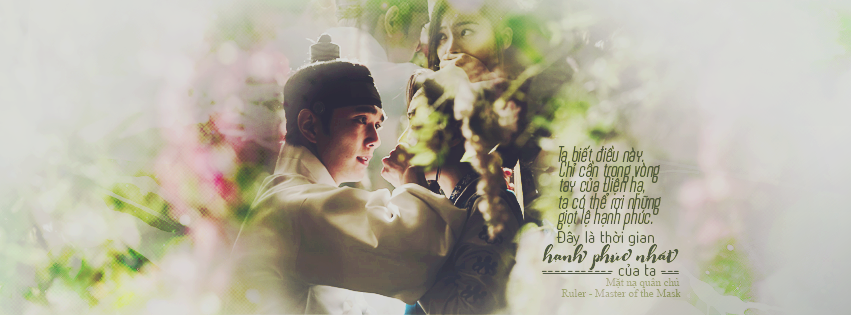 Ta biết điều này.
Chỉ cần trong vòng
tay của Điện hạ,
ta có thể rơi những
giọt lệ hạnh phúc.
Đây là thời gian
hạnh phúc nhất
của ta
Mặt nạ quân chủ
Ruler - Master of the Mask